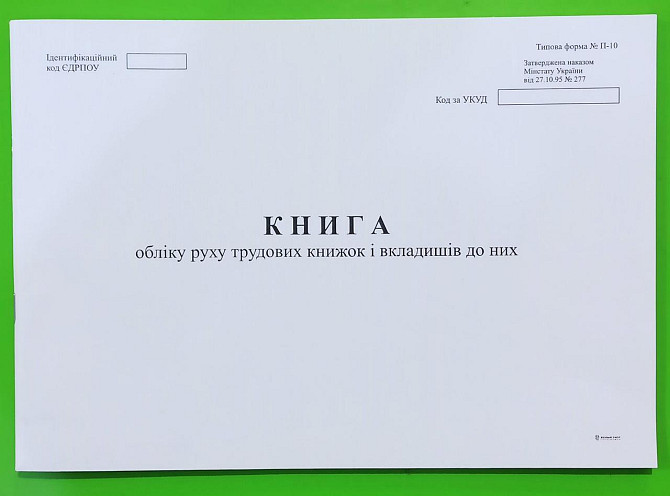 Ідентифікаційний
код ЄДРПОУ
Типова форма № П-10
Затверджена наказом
Мінстату України
від 27.10.95 № 277
Код за УКУД
КНИГА
обліку руху трудових книжок і вкладишів до них